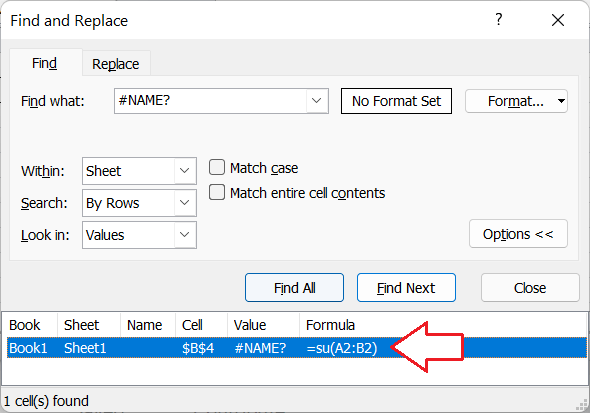 Find and Replace ? ×
Find Replace
Find what: #NAME? No Format Set Format...
Within: Sheet Match case
Match entire cell contents
Search: By Rows
Look in: Values
Options <<
Find All Find Next Close
Book Sheet Name Cell Value Formula
Book1 Sheet1 $B$4 #NAME? =su(A2:B2)
1 cell(s) found